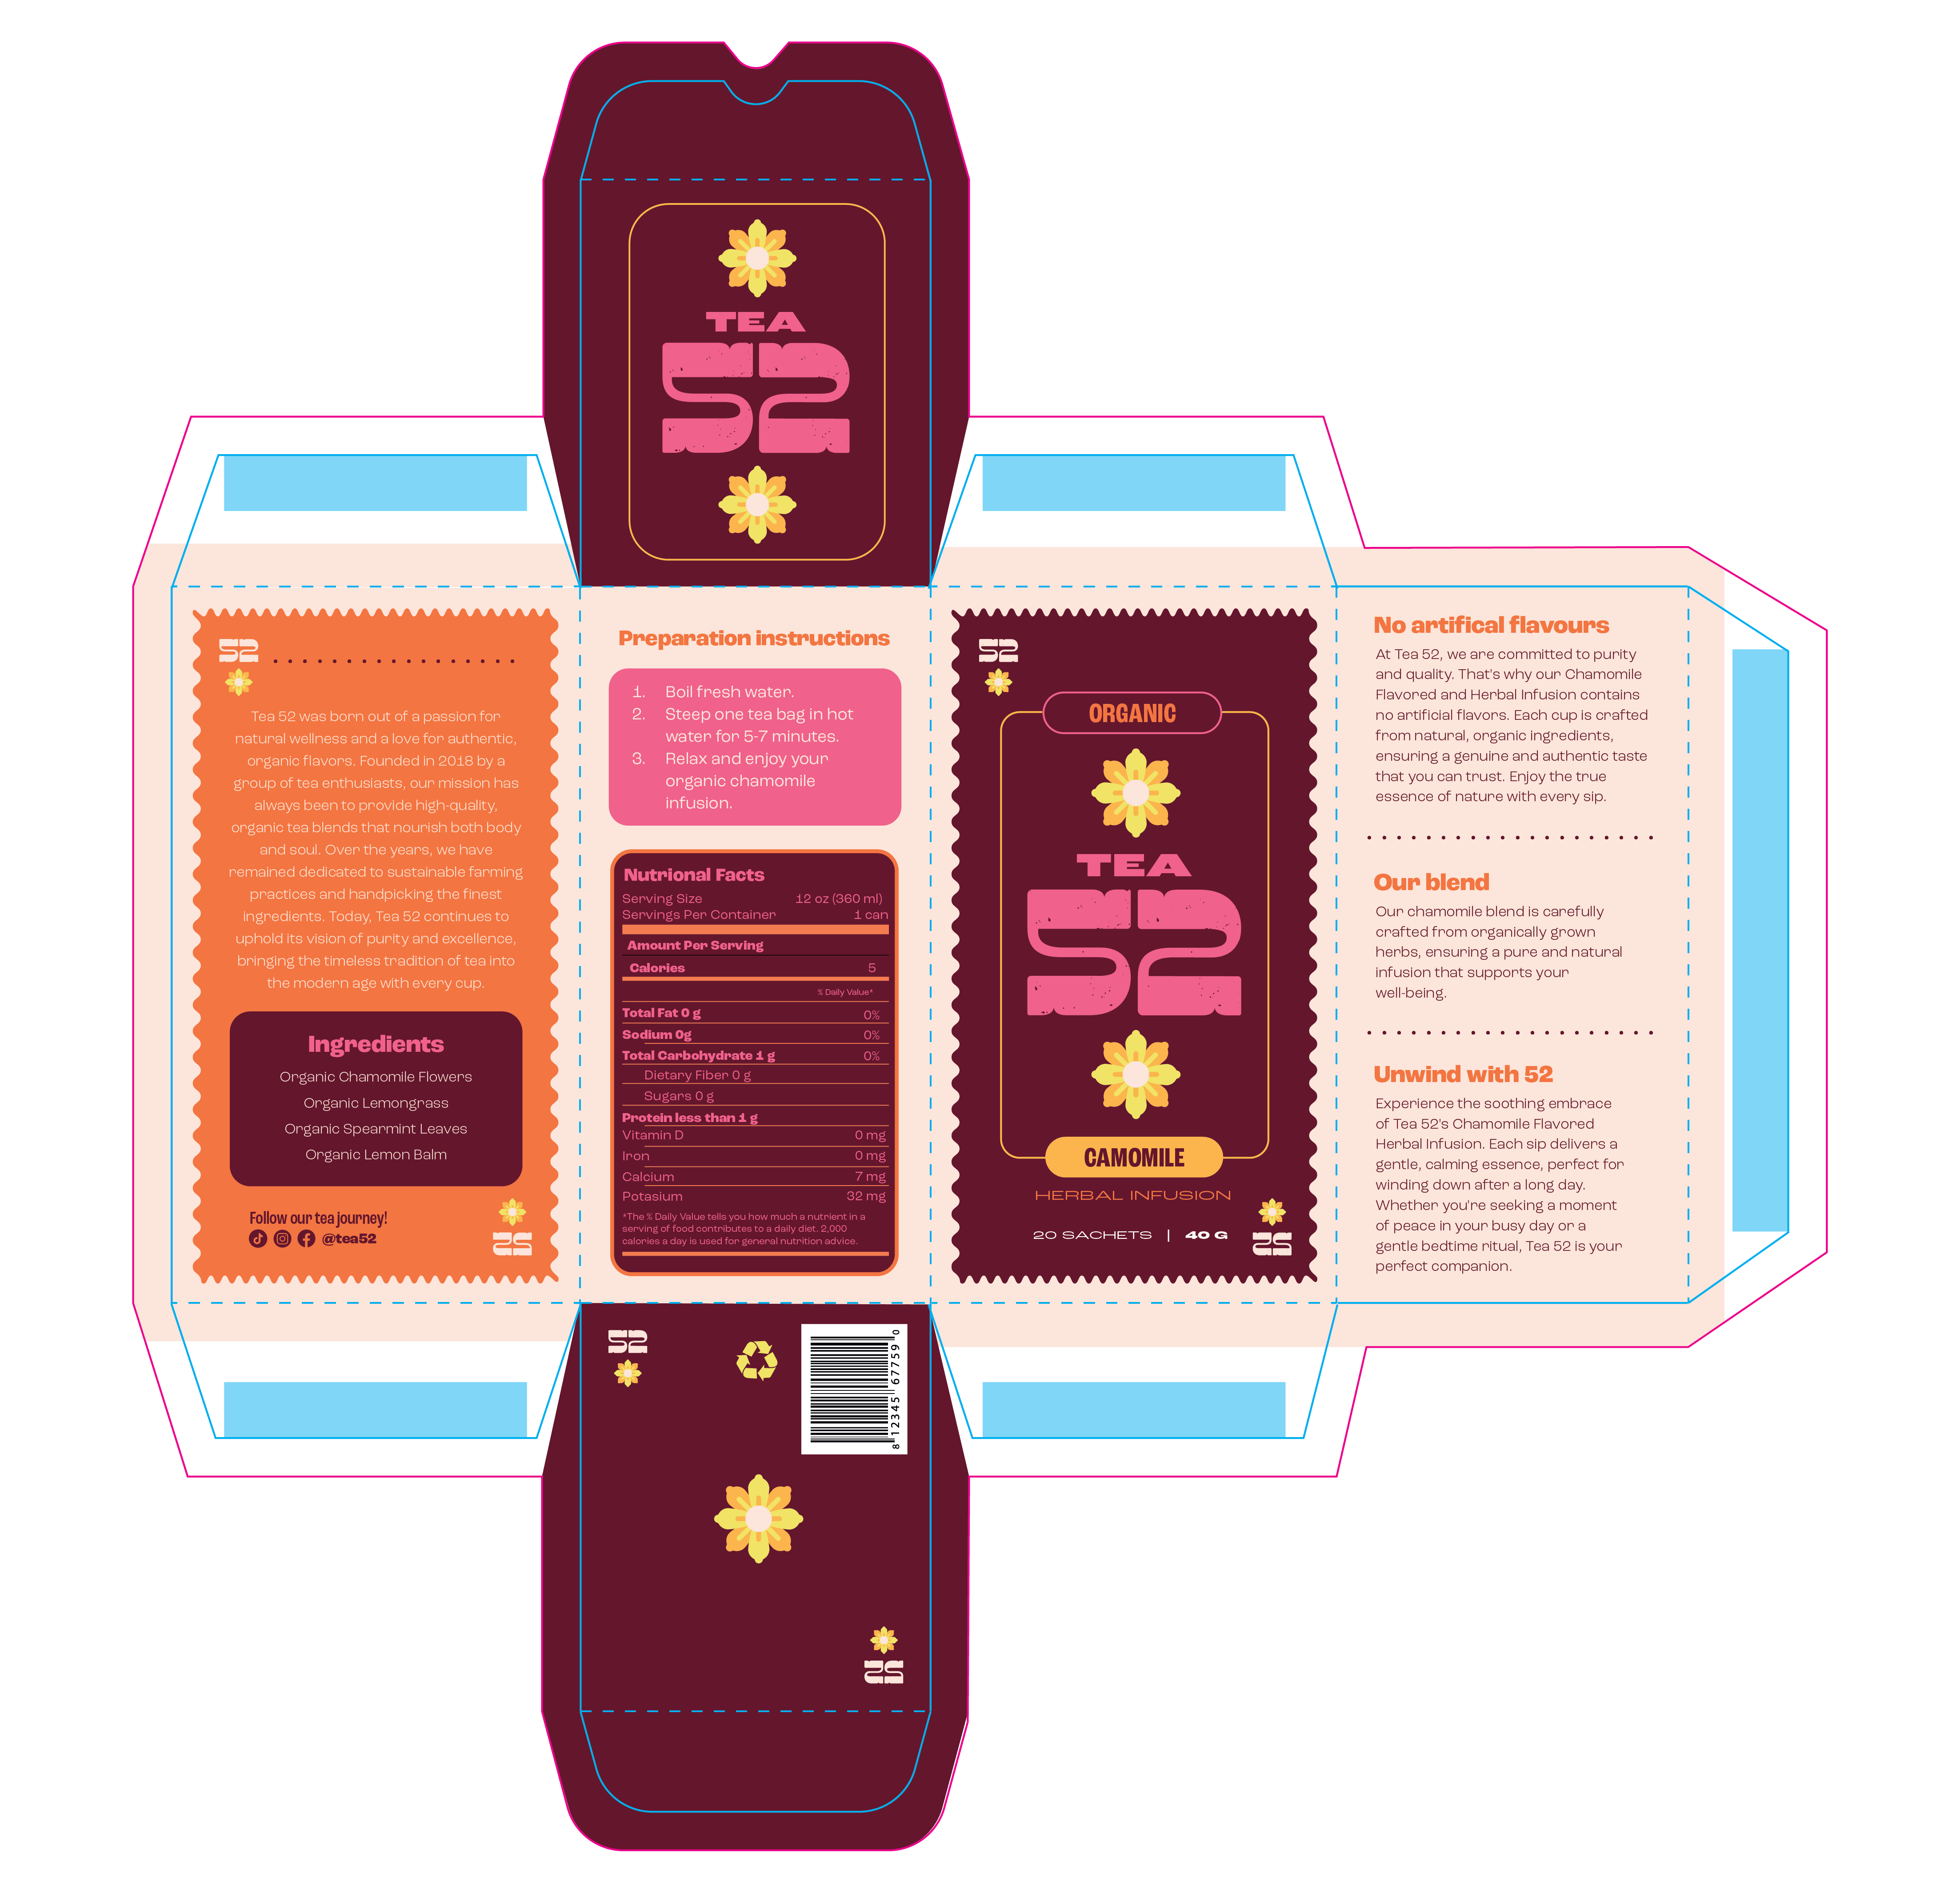 TEA
52
52
Tea 52 was born out of a passion for
natural wellness and a love for authentic,
organic flavors. Founded in 2018 by a
group of tea enthusiasts, our mission has
always been to provide high-quality,
organic tea blends that nourish both body
and soul. Over the years, we have
remained dedicated to sustainable farming
practices and handpicking the finest
ingredients. Today, Tea 52 continues to
uphold its vision of purity and excellence,
bringing the timeless tradition of tea into
the modern age with every cup.
Ingredients
Organic Chamomile Flowers
Organic Lemongrass
Organic Spearmint Leaves
Organic Lemon Balm
Follow our tea journey!
@tea52
52
Preparation instructions
1. Boil fresh water.
2. Steep one tea bag in hot
water for 5-7 minutes.
3. Relax and enjoy your
organic chamomile
infusion.
Nutrional Facts
Serving Size 12 oz (360 ml)
Servings Per Container 1 can
Amount Per Serving
Calories 5
% Daily Value*
Total Fat 0 g 0%
Sodium 0g 0%
Total Carbohydrate 1 g 0%
Dietary Fiber 0 g
Sugars 0 g
Protein less than 1 g
Vitamin D 0 mg
Iron 0 mg
Calcium 7 mg
Potasium 32 mg
*The % Daily Value tells you how much a nutrient in a
serving of food contributes to a daily diet. 2,000
calories a day is used for general nutrition advice.
52
ORGANIC
TEA
52
CAMOMILE
HERBAL INFUSION
20 SACHETS | 40 G
52
No artifical flavours
At Tea 52, we are committed to purity
and quality. That's why our Chamomile
Flavored and Herbal Infusion contains
no artificial flavors. Each cup is crafted
from natural, organic ingredients,
ensuring a genuine and authentic taste
that you can trust. Enjoy the true
essence of nature with every sip.
Our blend
Our chamomile blend is carefully
crafted from organically grown
herbs, ensuring a pure and natural
infusion that supports your
well-being.
Unwind with 52
Experience the soothing embrace
of Tea 52's Chamomile Flavored
Herbal Infusion. Each sip delivers a
gentle, calming essence, perfect for
winding down after a long day.
Whether you're seeking a moment
of peace in your busy day or a
gentle bedtime ritual, Tea 52 is your
perfect companion.
52
8 12345 67759 0
52